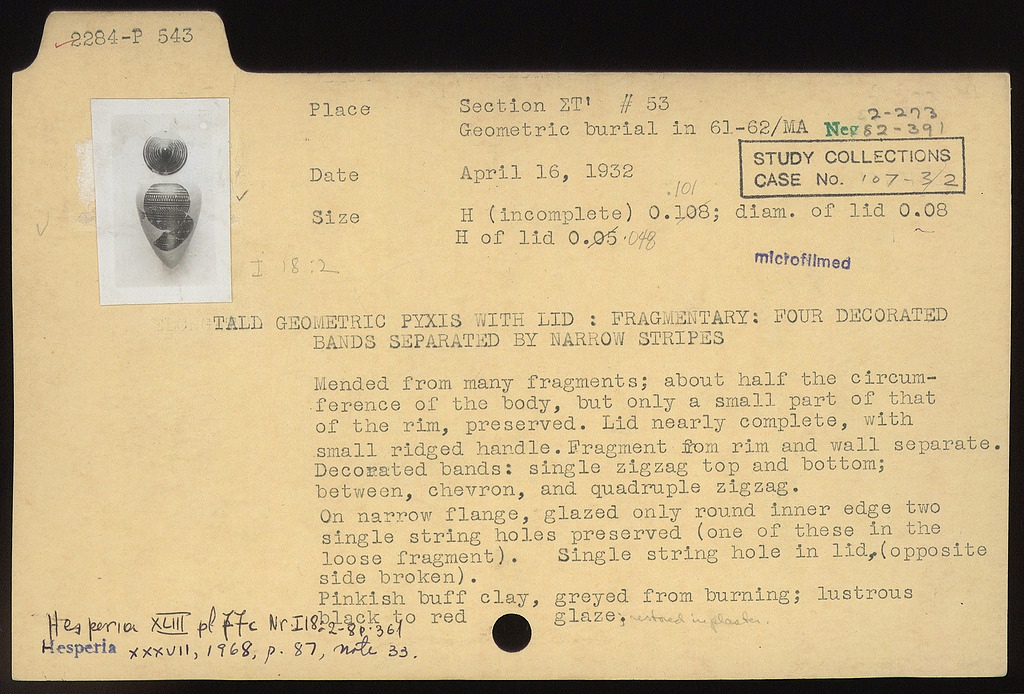 2284-P 543
Place Section ΣΤ' # 53
Geometric burial in 61-62/MA Neg 82-391
2-273
Date April 16, 1932
STUDY COLLECTIONS
CASE No. 107-3/2
.101
Size H (incomplete) 0.108; diam. of lid 0.08
H of lid 0.05 .048
microfilmed
I 18:2
TALL GEOMETRIC PYXIS WITH LID : FRAGMENTARY: FOUR DECORATED
BANDS SEPARATED BY NARROW STRIPES
Mended from many fragments; about half the circum-
ference of the body, but only a small part of that
of the rim, preserved. Lid nearly complete, with
small ridged handle. Fragment from rim and wall separate.
Decorated bands: single zigzag top and bottom;
between, chevron, and quadruple zigzag.
On narrow flange, glazed only round inner edge two
single string holes preserved (one of these in the
loose fragment). Single string hole in lid, (opposite
side broken).
Pinkish buff clay, greyed from burning; lustrous
black to red glaze; restored in plaster.
Hesperia XLIII pl 77c Nr I18:2-8 p. 361
Hesperia XXXVII, 1968, p. 87, note 33.